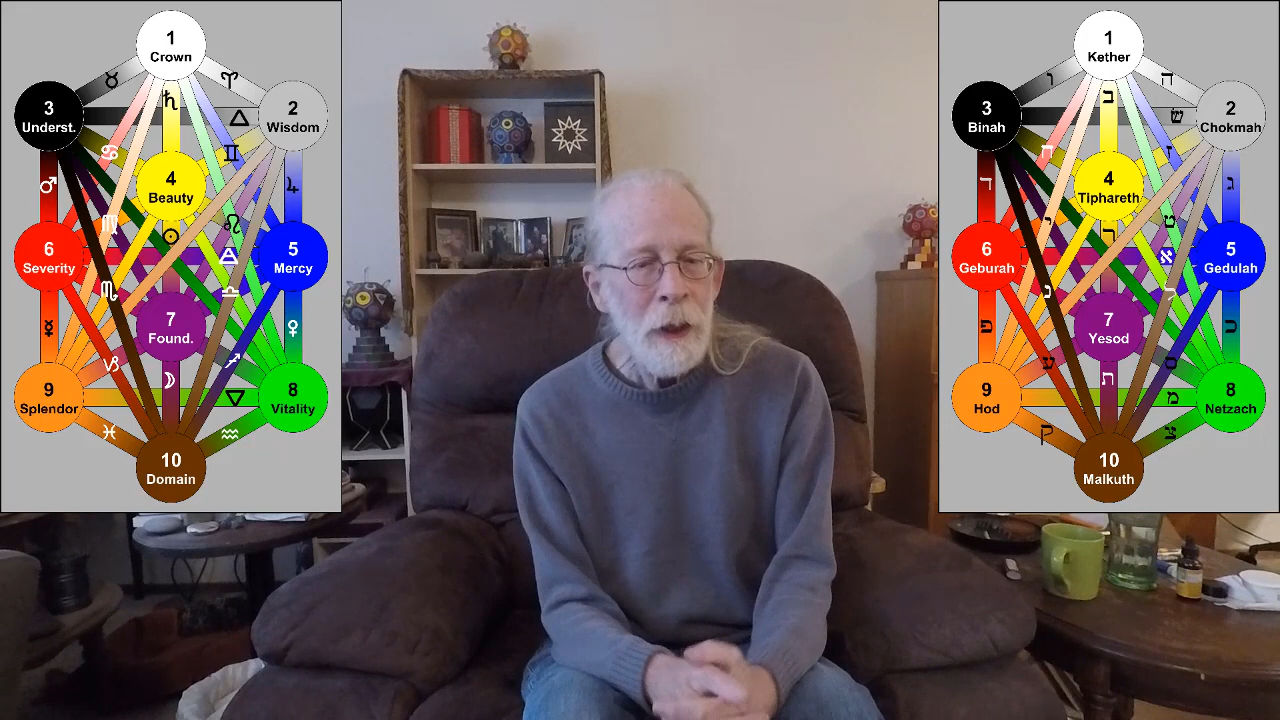 1
Crown
♉ ♈
♄
3
Underst.
2
Wisdom
🜂
♋ ♊
4
Beauty
♂ ♃
♍ ♌
☉
6
Severity
5
Mercy
🜁
♏ ♎
7
Found.
☿ ♀
♑ ♐
☽
9
Splendor
8
Vitality
🜄
♓ ♒
10
Domain
1
Kether
ו ה
ב
3
Binah
2
Chokmah
ש
ח ז
4
Tiphareth
ד ג
י ט
ר
6
Geburah
5
Gedulah
א
נ ל
7
Yesod
פ כ
ע ס
ת
9
Hod
8
Netzach
מ
ק צ
10
Malkuth